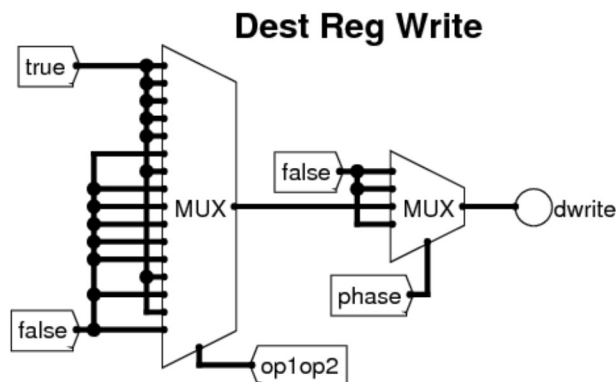 Dest Reg Write
true
false
MUX
MUX
dwrite
phase
false
op1op2